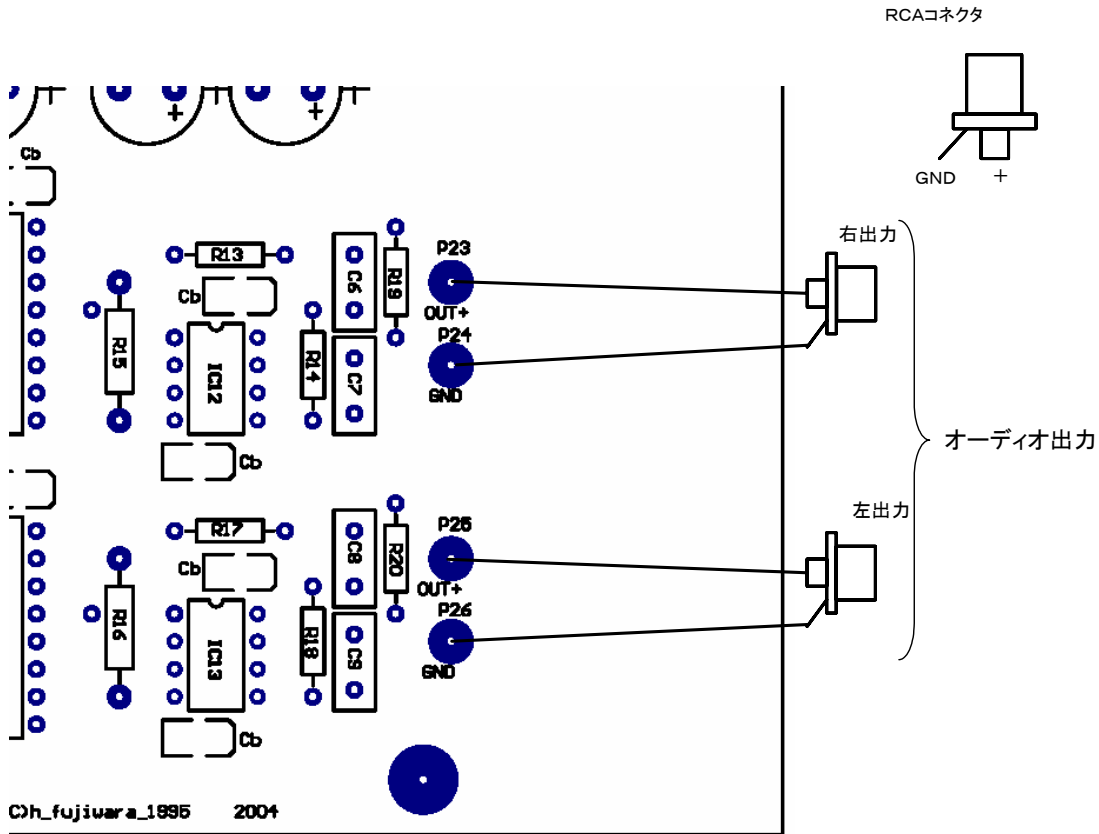 RCAコネクタ
GND
+
+
+
Cb
右出力
P23
R13
C6
R19
Cb
OUT+
P24
R15
IC12
R14
C7
GND
Cb
オーディオ出力
左出力
P25
R17
C8
R20
Cb
OUT+
P26
R16
IC13
R18
C9
GND
Cb
C)h_fujiwara_1995 2004